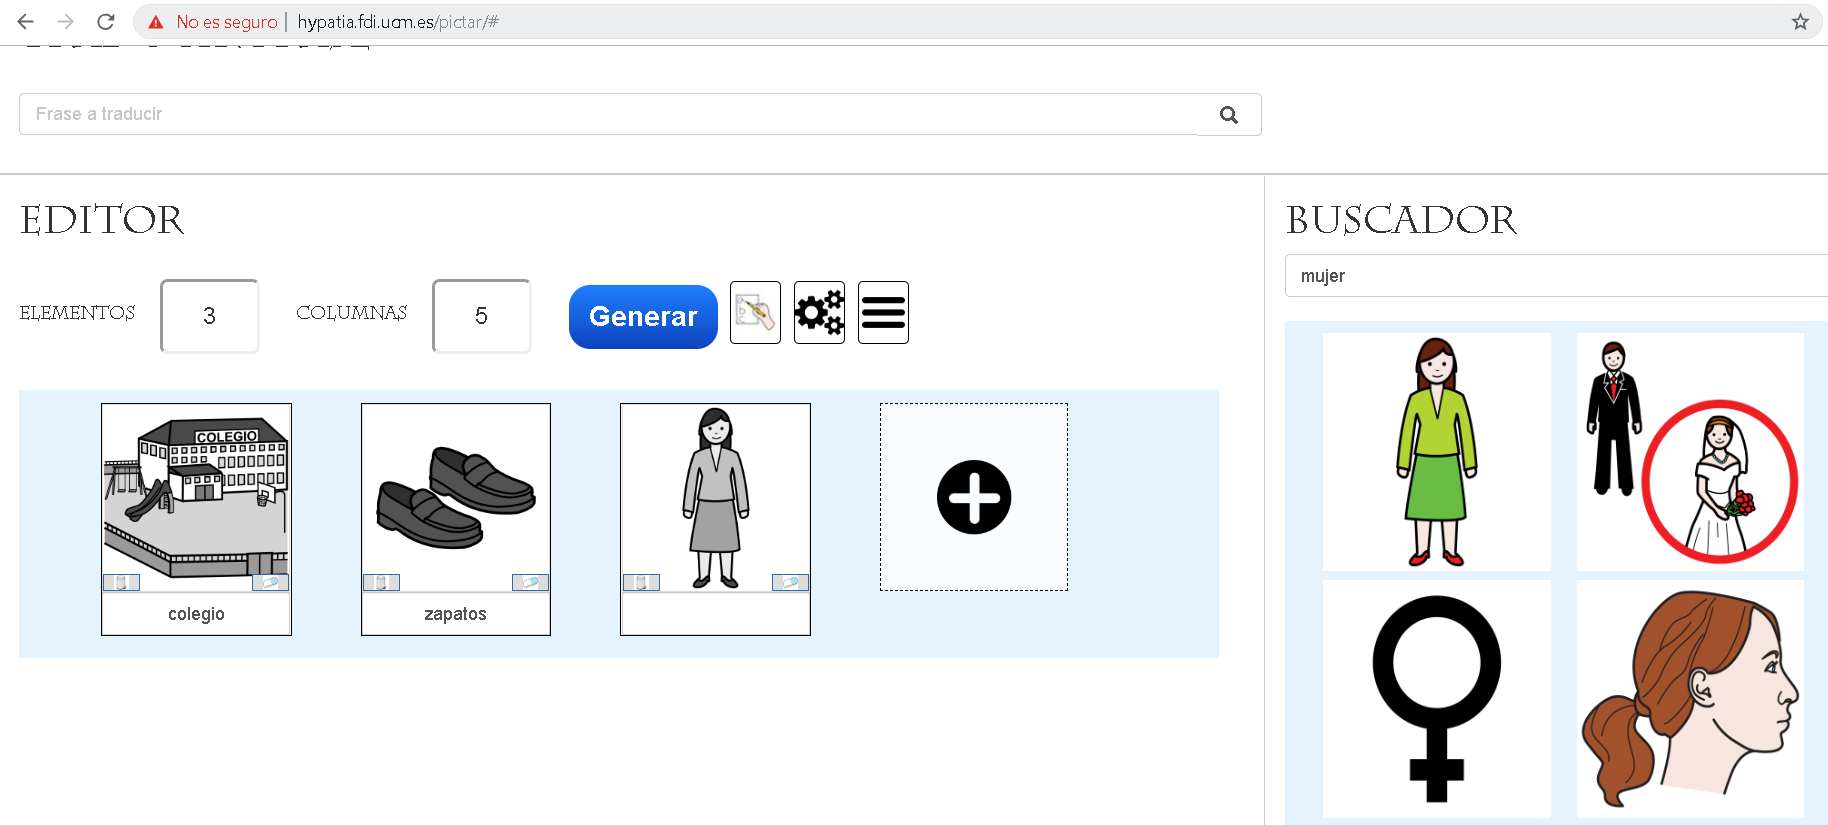 No es seguro | hypatia.fdi.ucm.es/pictar/#
Frase a traducir
EDITOR
ELEMENTOS 3 COLUMNAS 5 Generar
COLEGIO
colegio
zapatos
BUSCADOR
mujer